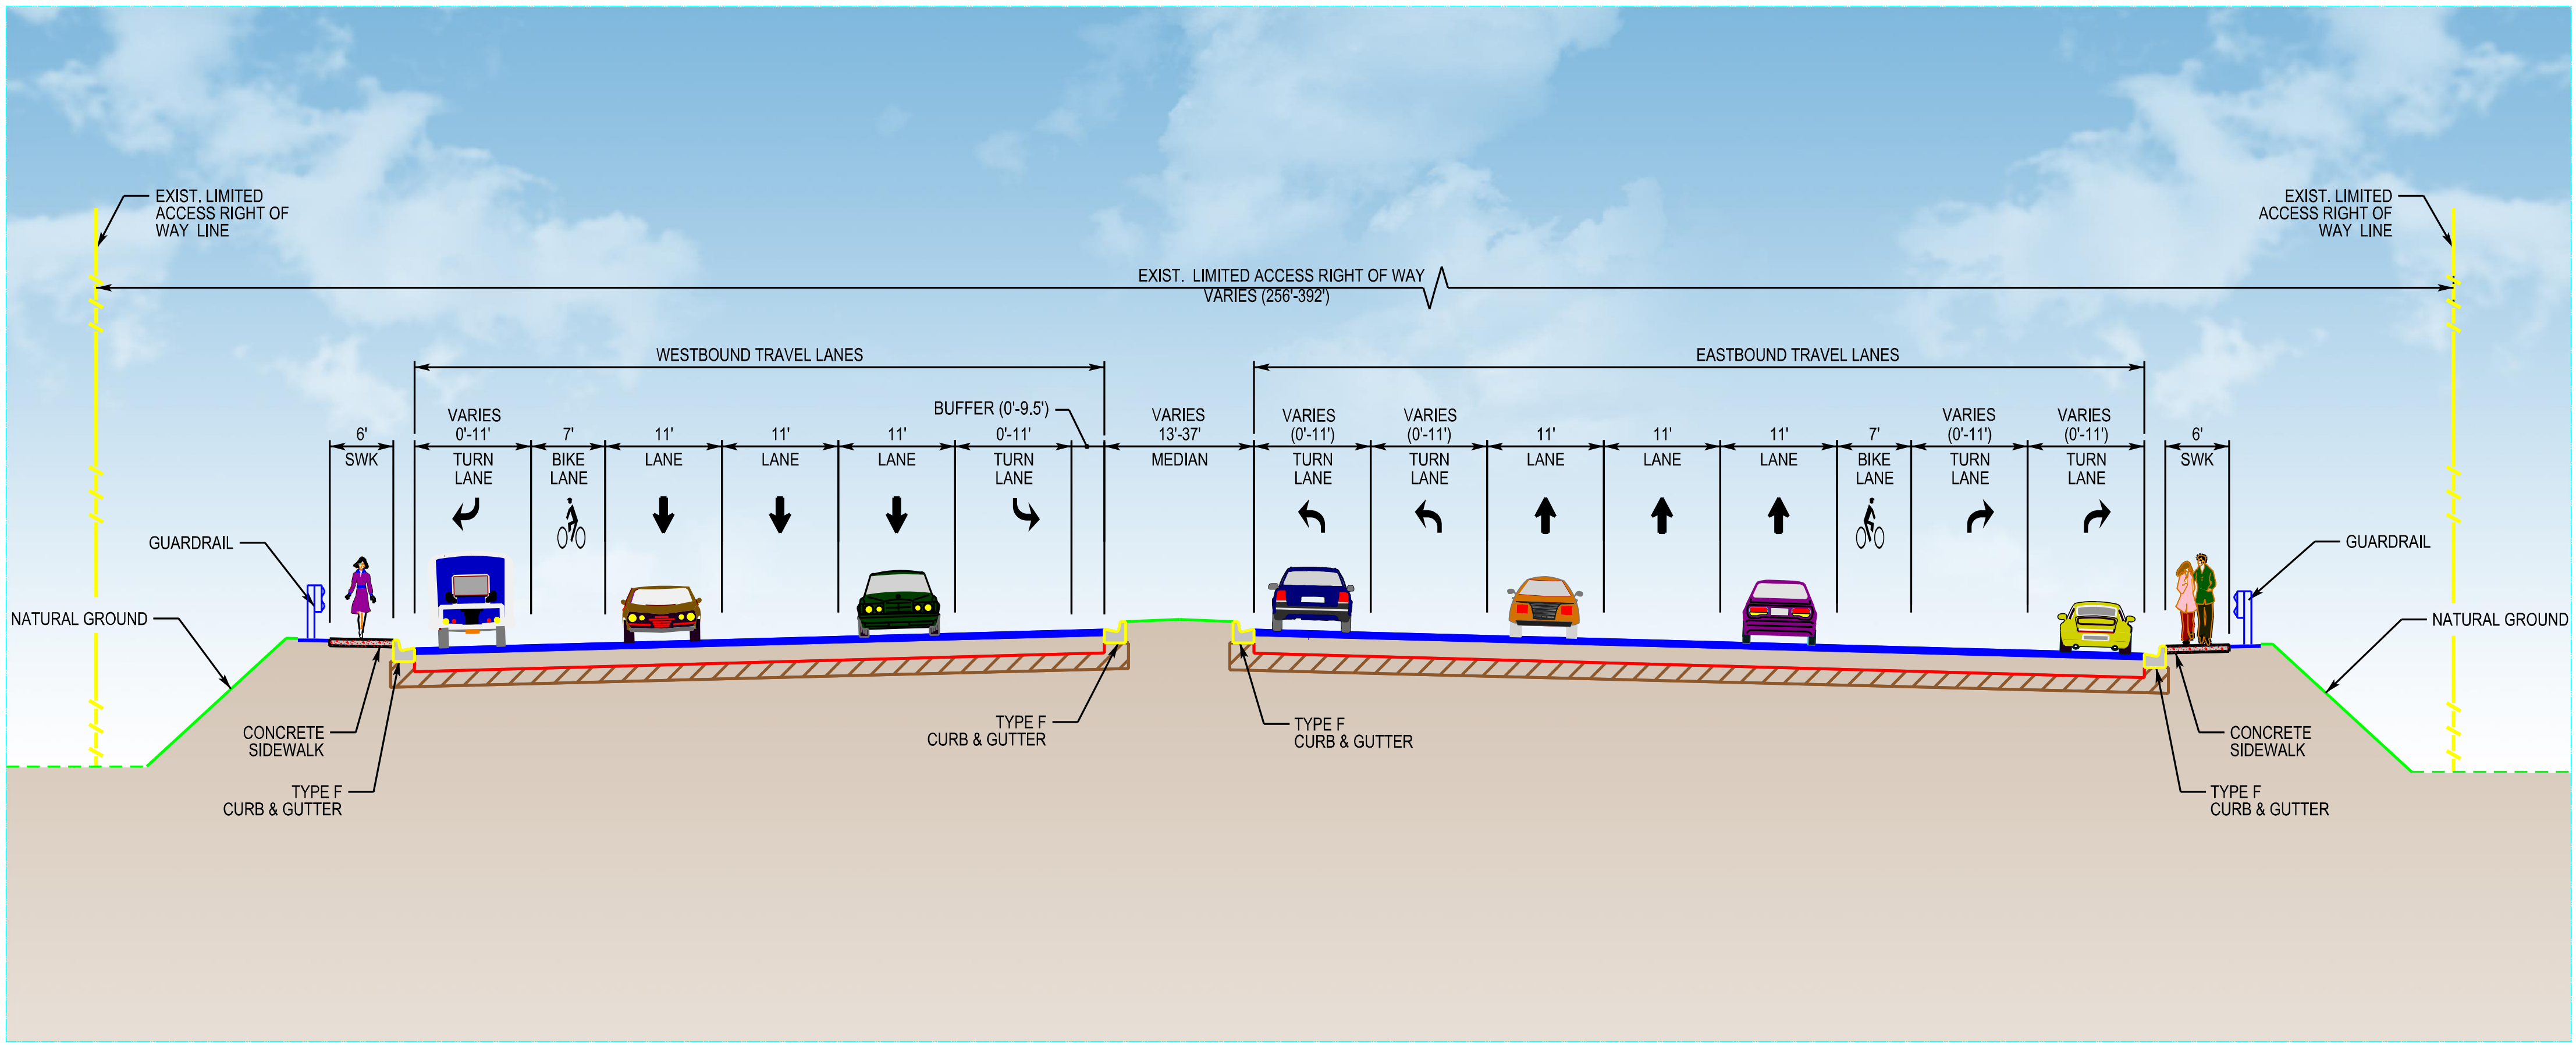 EXIST. LIMITED
ACCESS RIGHT OF
WAY LINE
EXIST. LIMITED
ACCESS RIGHT OF
WAY LINE
EXIST. LIMITED ACCESS RIGHT OF WAY
VARIES (256'-392')
WESTBOUND TRAVEL LANES
EASTBOUND TRAVEL LANES
6'
SWK
VARIES
0'-11'
TURN
LANE
7'
BIKE
LANE
11'
LANE
11'
LANE
11'
LANE
0'-11'
TURN
LANE
BUFFER (0'-9.5')
VARIES
13'-37'
MEDIAN
VARIES
(0'-11')
TURN
LANE
VARIES
(0'-11')
TURN
LANE
11'
LANE
11'
LANE
11'
LANE
7'
BIKE
LANE
VARIES
(0'-11')
TURN
LANE
VARIES
(0'-11')
TURN
LANE
6'
SWK
GUARDRAIL
GUARDRAIL
NATURAL GROUND
NATURAL GROUND
CONCRETE
SIDEWALK
TYPE F
CURB & GUTTER
TYPE F
CURB & GUTTER
TYPE F
CURB & GUTTER
CONCRETE
SIDEWALK
TYPE F
CURB & GUTTER